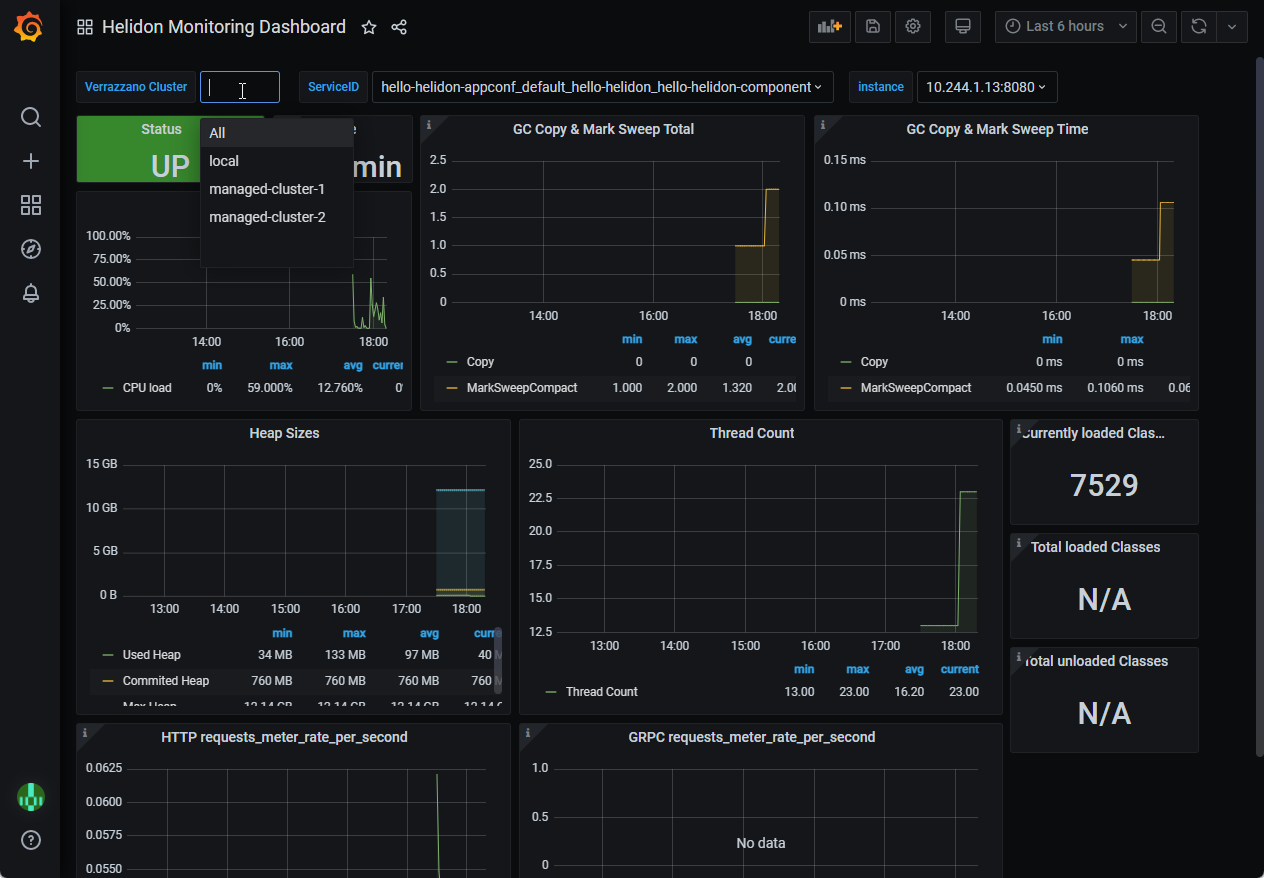 Helidon Monitoring Dashboard
Last 6 hours
Verrazzano Cluster
ServiceID
hello-helidon-appconf_default_hello-helidon_hello-helidon-component
instance
10.244.1.13:8080
All
local
managed-cluster-1
managed-cluster-2
Status
UP
e
min
100.00%
75.00%
50.00%
25.00%
0%
14:00 16:00 18:00
min max avg curren
CPU load 0% 59.000% 12.760% 0
i
GC Copy & Mark Sweep Total
2.5
2.0
1.5
1.0
0.5
0
14:00 16:00 18:00
min max avg curre
Copy 0 0 0
MarkSweepCompact 1.000 2.000 1.320 2.00
i
GC Copy & Mark Sweep Time
0.15 ms
0.10 ms
0.05 ms
0 ms
14:00 16:00 18:00
min max
Copy 0 ms 0 ms
MarkSweepCompact 0.0450 ms 0.1060 ms 0.06
Heap Sizes
15 GB
10 GB
5 GB
0 B
13:00 14:00 15:00 16:00 17:00 18:00
min max avg curre
Used Heap 34 MB 133 MB 97 MB 40 M
Commited Heap 760 MB 760 MB 760 MB 760 M
Max Heap 12.14 GB 12.14 GB 12.14 GB 12.14 G
Thread Count
25.0
22.5
20.0
17.5
15.0
12.5
13:00 14:00 15:00 16:00 17:00 18:00
min max avg current
Thread Count 13.00 23.00 16.20 23.00
i
Currently loaded Clas...
7529
i
Total loaded Classes
N/A
i
Total unloaded Classes
N/A
i
HTTP requests_meter_rate_per_second
0.0625
0.0600
0.0575
0.0550
i
GRPC requests_meter_rate_per_second
1.0
0.5
0
No data
?